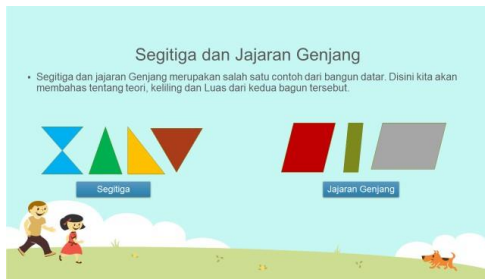 Segitiga dan Jajaran Genjang
• Segitiga dan jajaran Genjang merupakan salah satu contoh dari bangun datar. Disini kita akan
membahas tentang teori, keliling dan Luas dari kedua bagun tersebut.
Segitiga
Jajaran Genjang